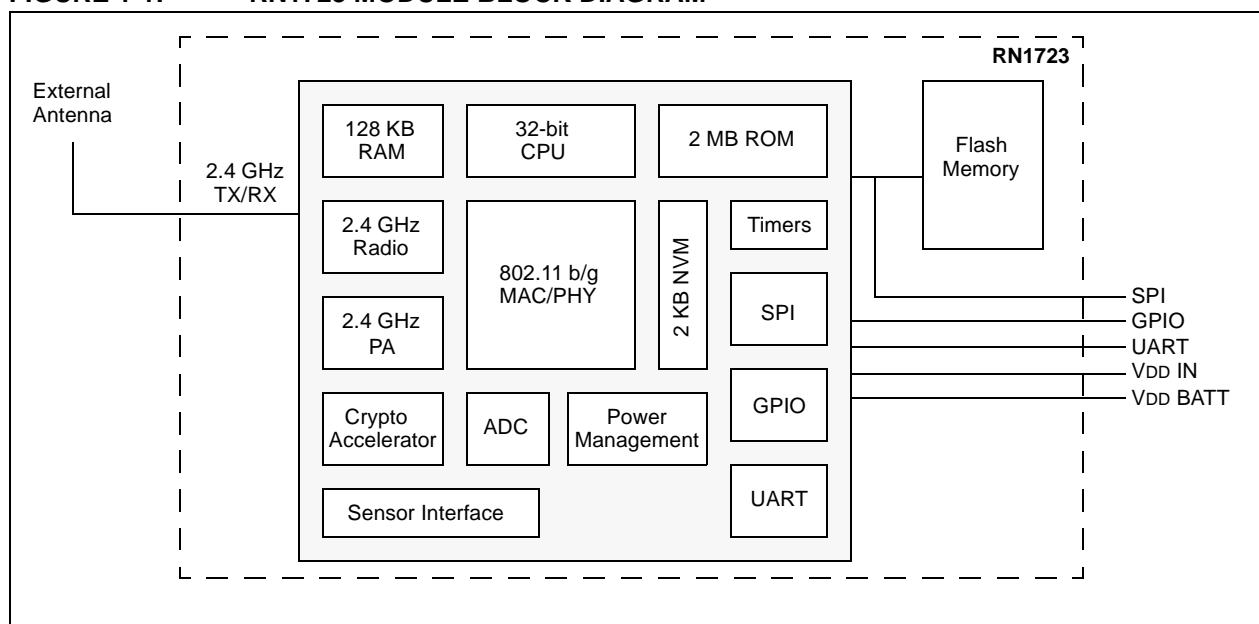 RN1723
External
Antenna
2.4 GHz
TX/RX
128 KB
RAM
32-bit
CPU
2 MB ROM
Flash
Memory
2.4 GHz
Radio
802.11 b/g
MAC/PHY
2 KB NVM
Timers
2.4 GHz
PA
SPI
SPI
GPIO
UART
VDD IN
VDD BATT
Crypto
Accelerator
ADC
Power
Management
GPIO
Sensor Interface
UART